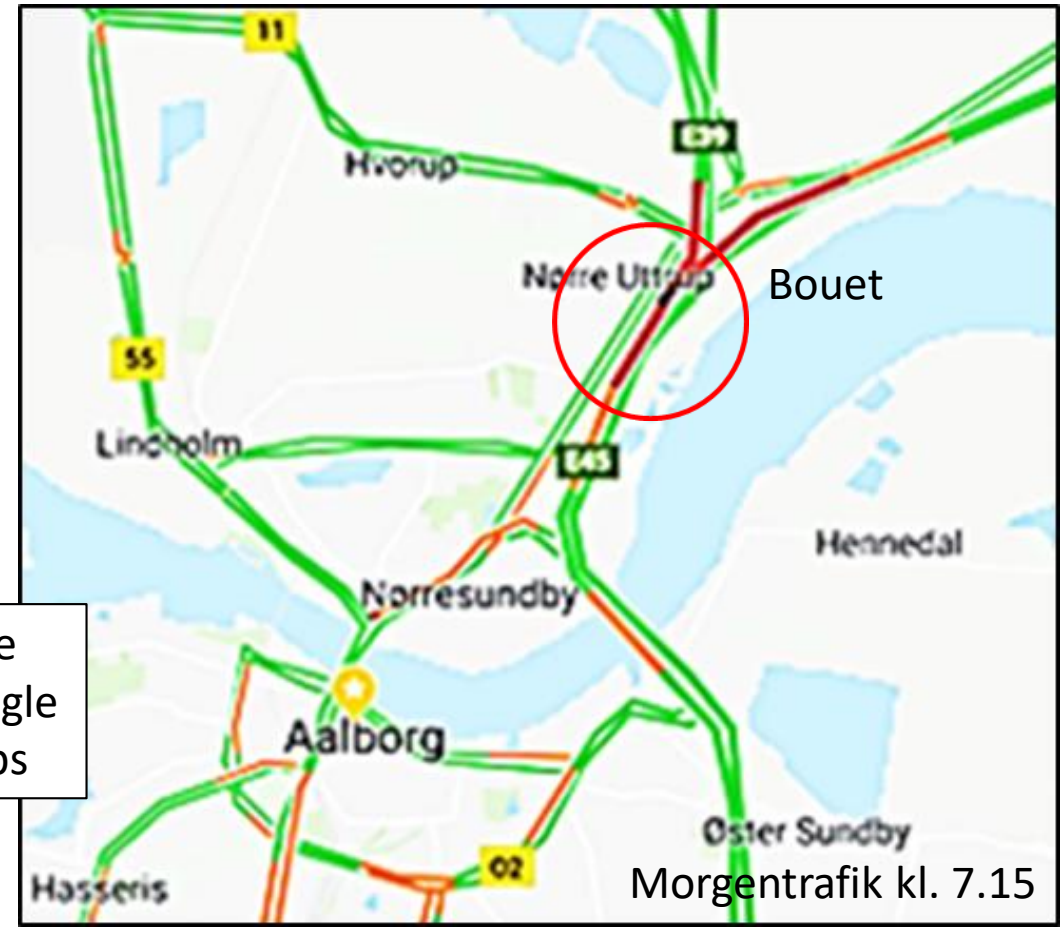 11
E39
Hvorup
Nørre Uttrup
Bouet
55
Lindholm
E45
Hennedal
Nørresundby
Aalborg
Øster Sundby
02
Hasseris
Morgentrafik kl. 7.15